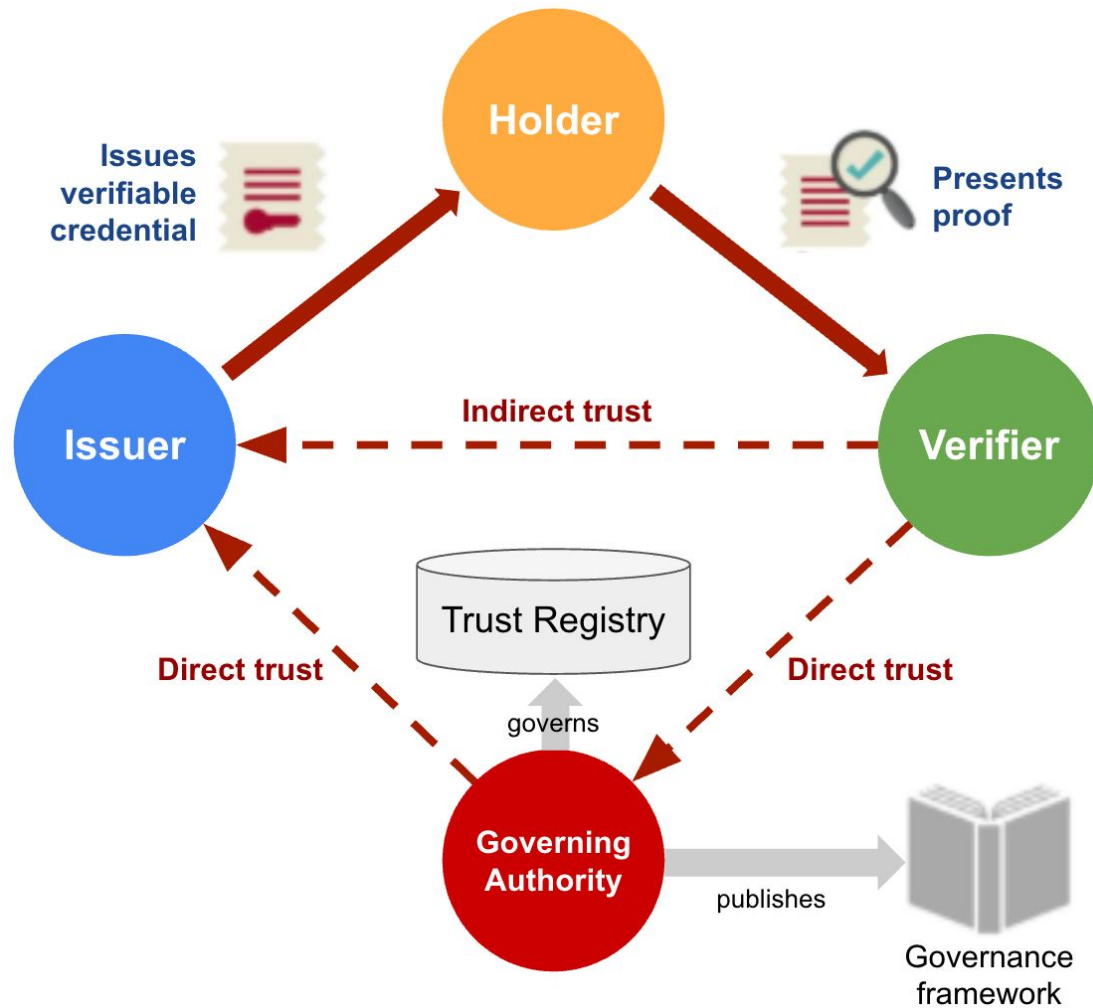 Holder
Issues
verifiable
credential
Presents
proof
Issuer
Indirect trust
Verifier
Trust Registry
Direct trust
Direct trust
governs
Governing
Authority
publishes
Governance
framework